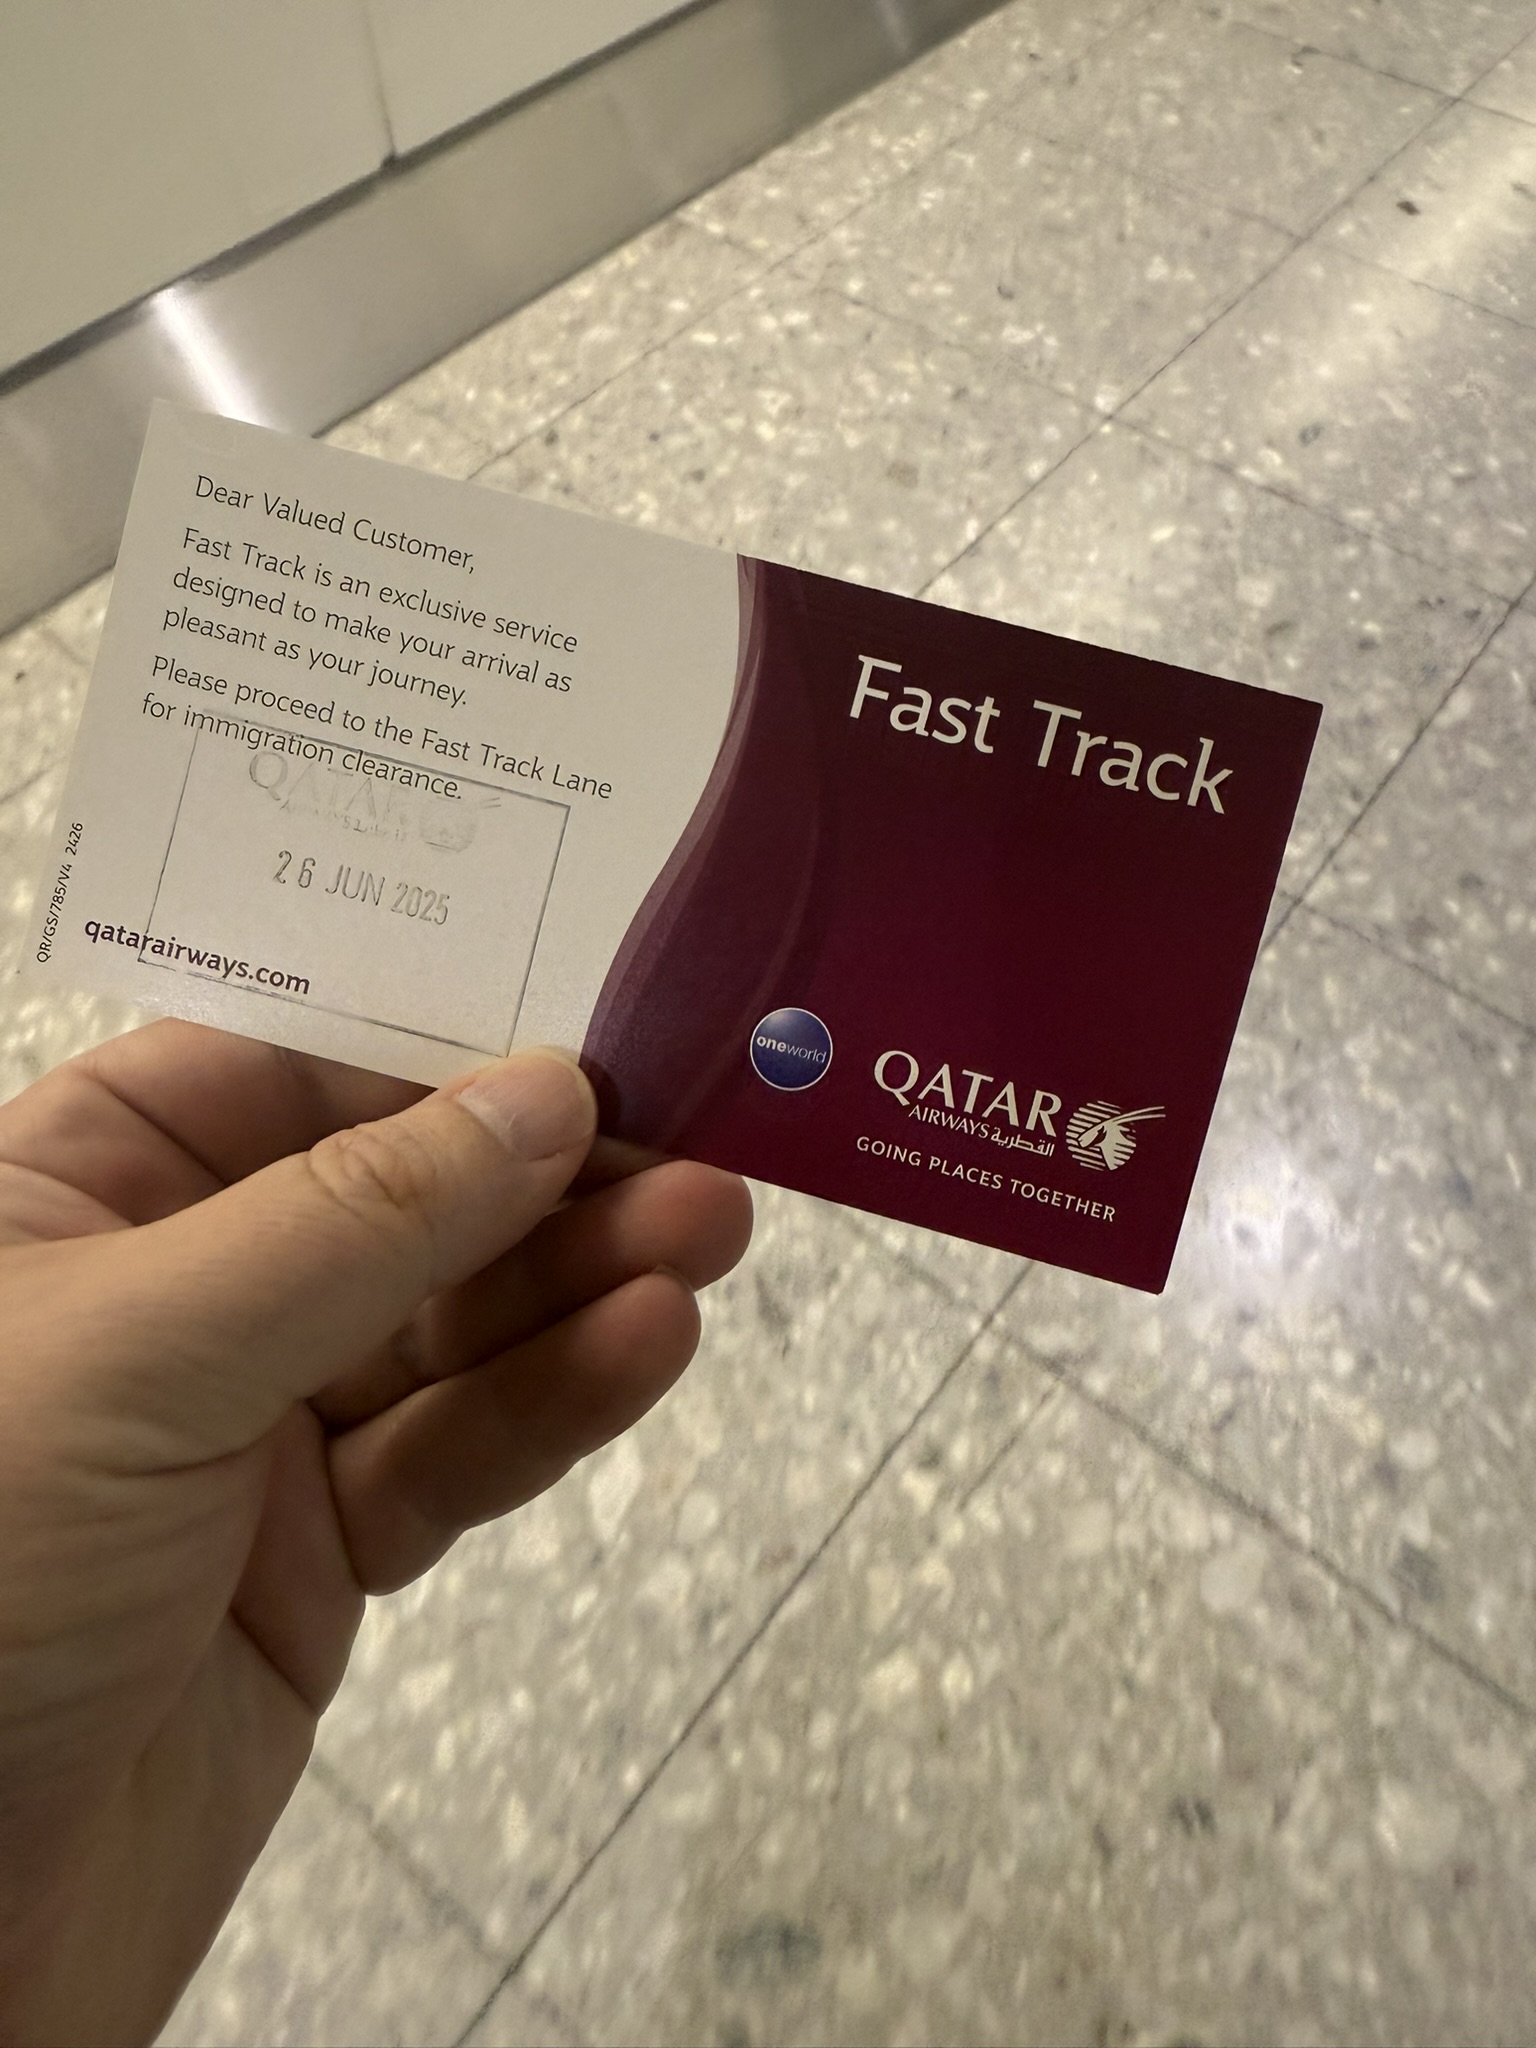 Dear Valued Customer,
Fast Track is an exclusive service
designed to make your arrival as
pleasant as your journey.
Please proceed to the Fast Track Lane
for immigration clearance.
QATAR
26 JUN 2025
qatarairways.com
QR/GS/785/V4 2426
Fast Track
oneworld
QATAR
AIRWAYS القطرية
GOING PLACES TOGETHER